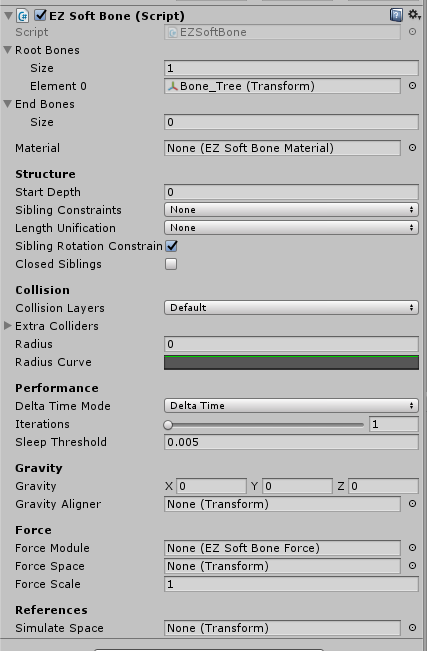 EZ Soft Bone (Script)
Script EZSoftBone
Root Bones
Size 1
Element 0 Bone_Tree (Transform)
End Bones
Size 0
Material None (EZ Soft Bone Material)
Structure
Start Depth 0
Sibling Constraints None
Length Unification None
Sibling Rotation Constrain
Closed Siblings
Collision
Collision Layers Default
Extra Colliders
Radius 0
Radius Curve
Performance
Delta Time Mode Delta Time
Iterations 1
Sleep Threshold 0.005
Gravity
Gravity X 0 Y 0 Z 0
Gravity Aligner None (Transform)
Force
Force Module None (EZ Soft Bone Force)
Force Space None (Transform)
Force Scale 1
References
Simulate Space None (Transform)